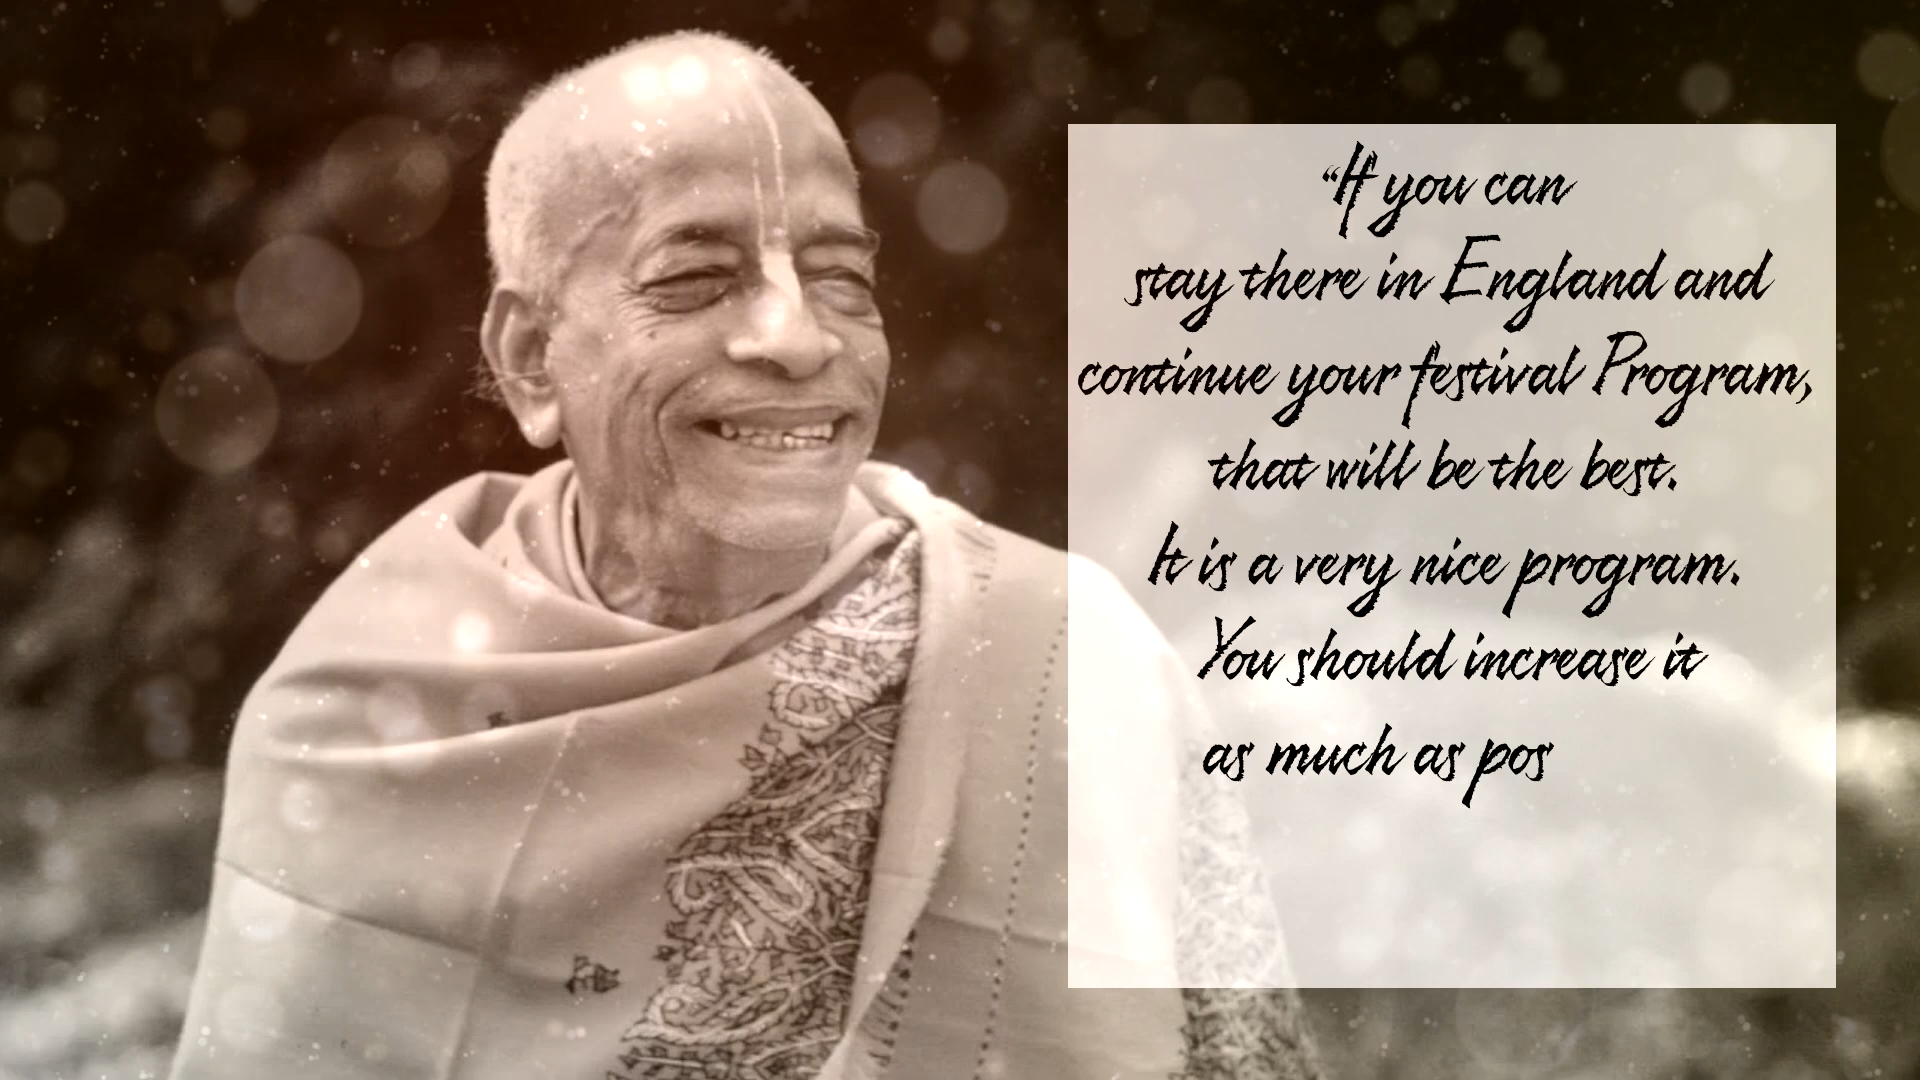 “If you can
stay there in England and
continue your festival Program,
that will be the best.
It is a very nice program.
You should increase it
as much as pos